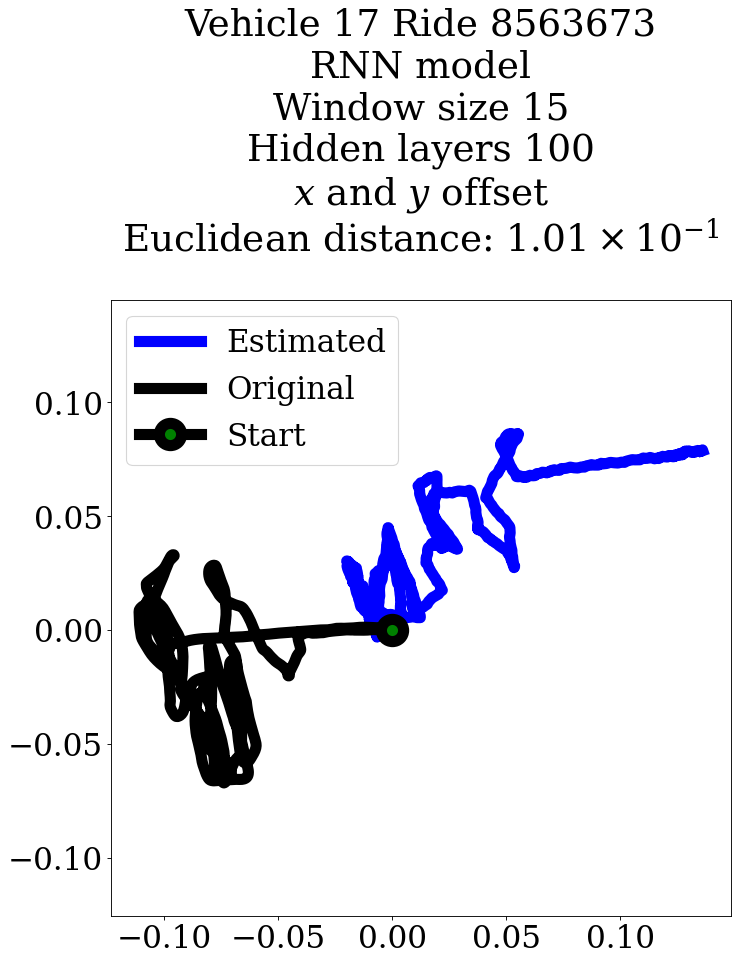 Vehicle 17 Ride 8563673
RNN model
Window size 15
Hidden layers 100
x and y offset
Euclidean distance: 1.01 × 10⁻¹
Estimated
Original
Start
0.10
0.05
0.00
−0.05
−0.10
−0.10 −0.05 0.00 0.05 0.10